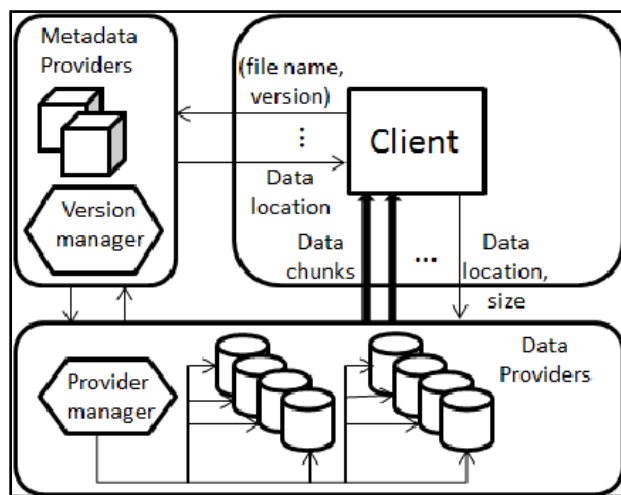 Metadata
Providers
(file name,
version)
...
Client
Data
location
Version
manager
Data
chunks
...
Data
location,
size
Provider
manager
Data
Providers